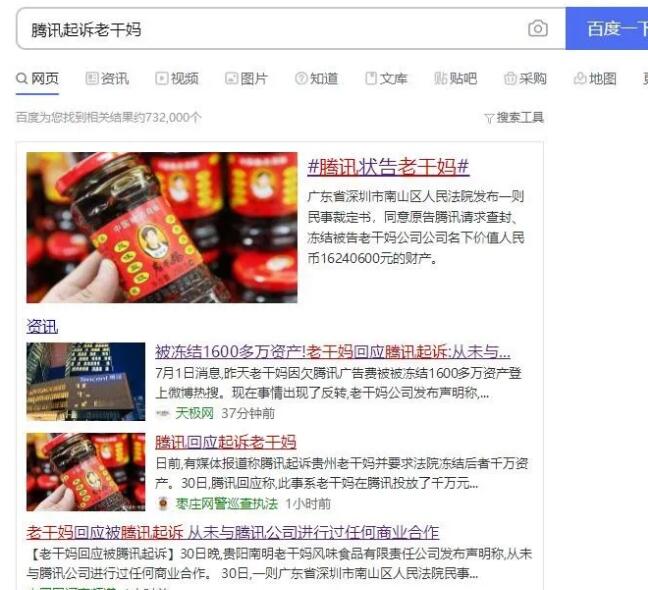 腾讯起诉老干妈
百度一下
网页 资讯 视频 图片 知道 文库 贴吧 采购 地图
百度为您找到相关结果约732,000个
搜索工具
#腾讯状告老干妈#
广东省深圳市南山区人民法院发布一则
民事裁定书，同意原告腾讯请求查封、
冻结被告老干妈公司公司名下价值人民
币16240600元的财产。
资讯
被冻结1600多万资产!老干妈回应腾讯起诉:从未与...
7月1日消息,昨天老干妈因欠腾讯广告费被被冻结1600多万资产登
上微博热搜。现在事情出现了反转,老干妈公司发布声明称,...
天极网 37分钟前
Tencent
腾讯回应起诉老干妈
日前,有媒体报道称腾讯起诉贵州老干妈并要求法院冻结后者千万资
产。30日,腾讯回应称,此事系老干妈在腾讯投放了千万元...
枣庄网警巡查执法 1小时前
老干妈回应被腾讯起诉 从未与腾讯公司进行过任何商业合作
【老干妈回应被腾讯起诉】30日晚,贵阳南明老干妈风味食品有限责任公司发布声明称,从未
与腾讯公司进行过任何商业合作。 30日,一则广东省深圳市南山区人民法院民事...